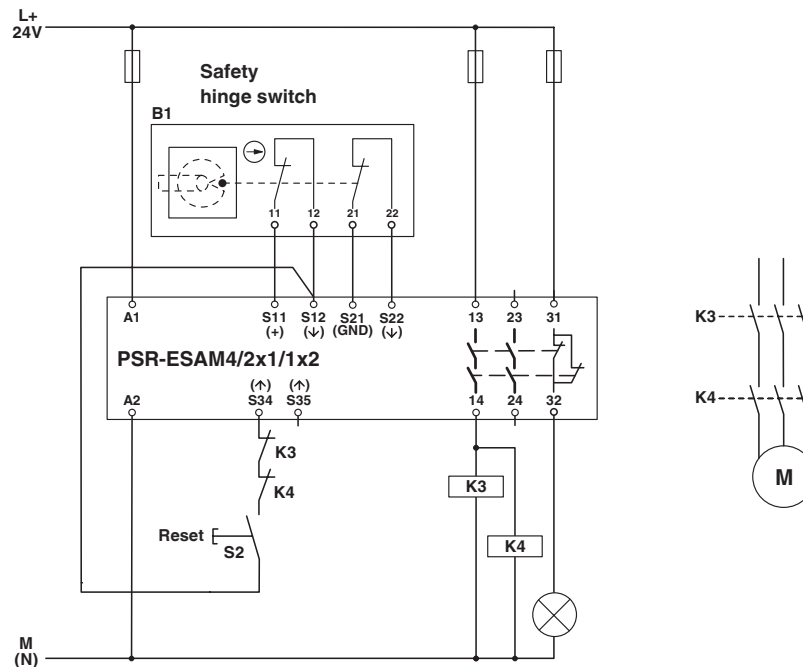 L+
24V
Safety
hinge switch
B1
11 12 21 22
A1 S11 S12 S21 S22 13 23 31
(+) (↓) (GND) (↓)
PSR-ESAM4/2x1/1x2
(↑) (↑)
A2 S34 S35 14 24 32
K3
K4
Reset
S2
K3
K4
M
(N)
K3
K4
M